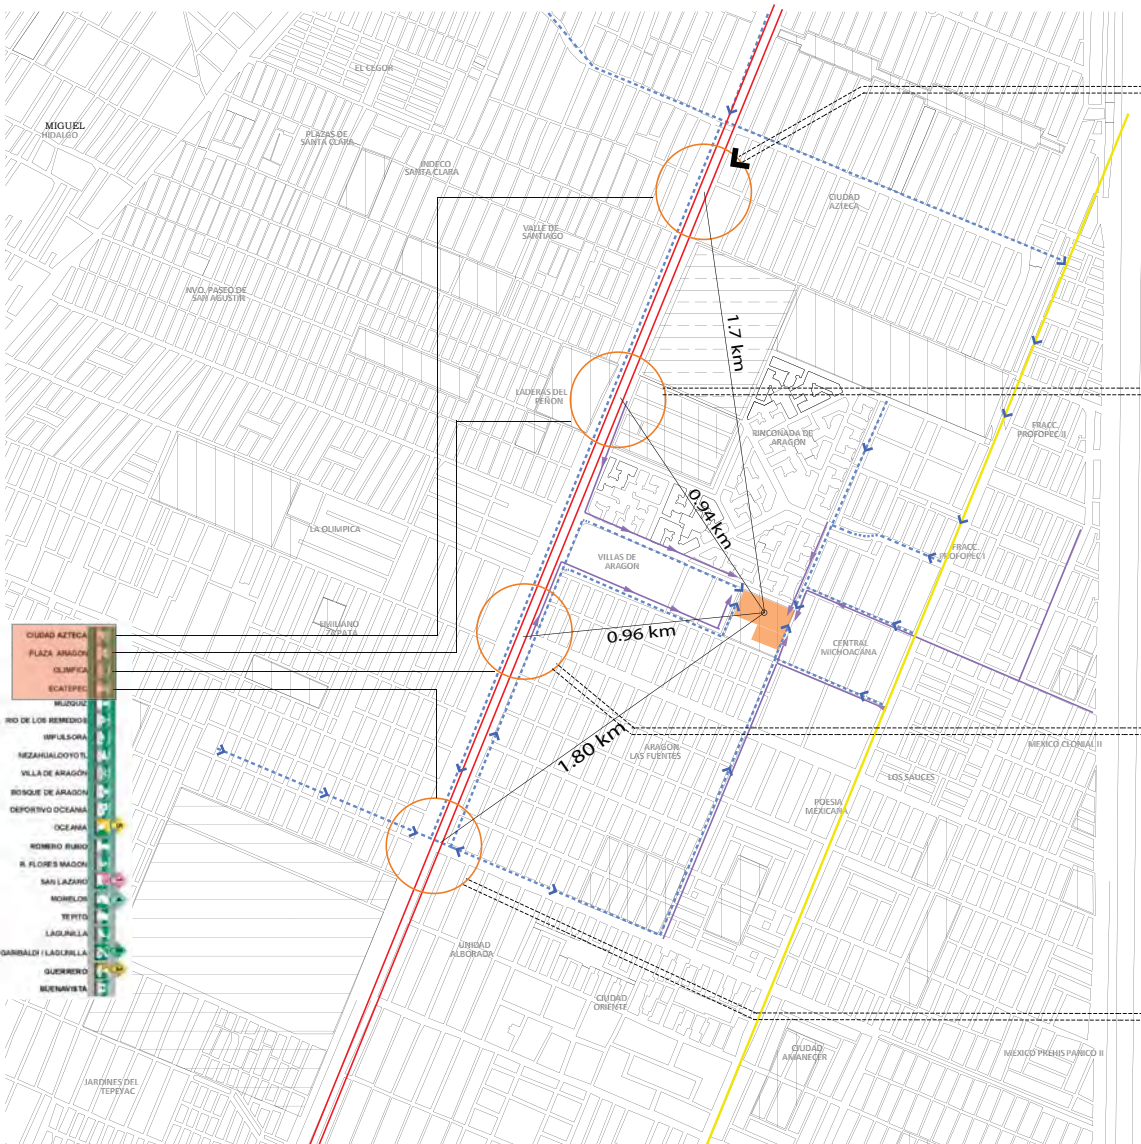 EL CEGOR
MIGUEL
HIDALGO
PLAZAS DE
SANTA CLARA
INDECO
SANTA CLARA
CIUDAD
AZTECA
VALLE DE
SANTIAGO
NVO. PASEO DE
SAN AGUSTIN
1.7 km
LADERAS DEL
PEÑON
RINCONADA DE
ARAGON
FRACC.
PROFOPEC II
0.94 km
LA OLIMPICA
VILLAS DE
ARAGON
FRACC.
PROFOPEC I
EMILIANO
ZAPATA
0.96 km
CENTRAL
MICHOACANA
CIUDAD AZTECA
PLAZA ARAGON
OLIMPICA
ECATEPEC
MUZQUIZ
RIO DE LOS REMEDIOS
IMPULSORA
NEZAHUALCOYOTL
VILLA DE ARAGÓN
BOSQUE DE ARAGON
DEPORTIVO OCEANIA
OCEANIA
ROMERO RUBIO
R. FLORES MAGON
SAN LAZARO
MORELOS
TEPITO
LAGUNILLA
GARIBALDI / LAGUNILLA
GUERRERO
BUENAVISTA
1.80 km
ARAGON
LAS FUENTES
MEXICO CLONIAL II
LOS SAUCES
POESIA
MEXICANA
UNIDAD
ALBORADA
CIUDAD
ORIENTE
CIUDAD
AMANECER
MEXICO PREHIS PANICO II
JARDINES DEL
TEPEYAC